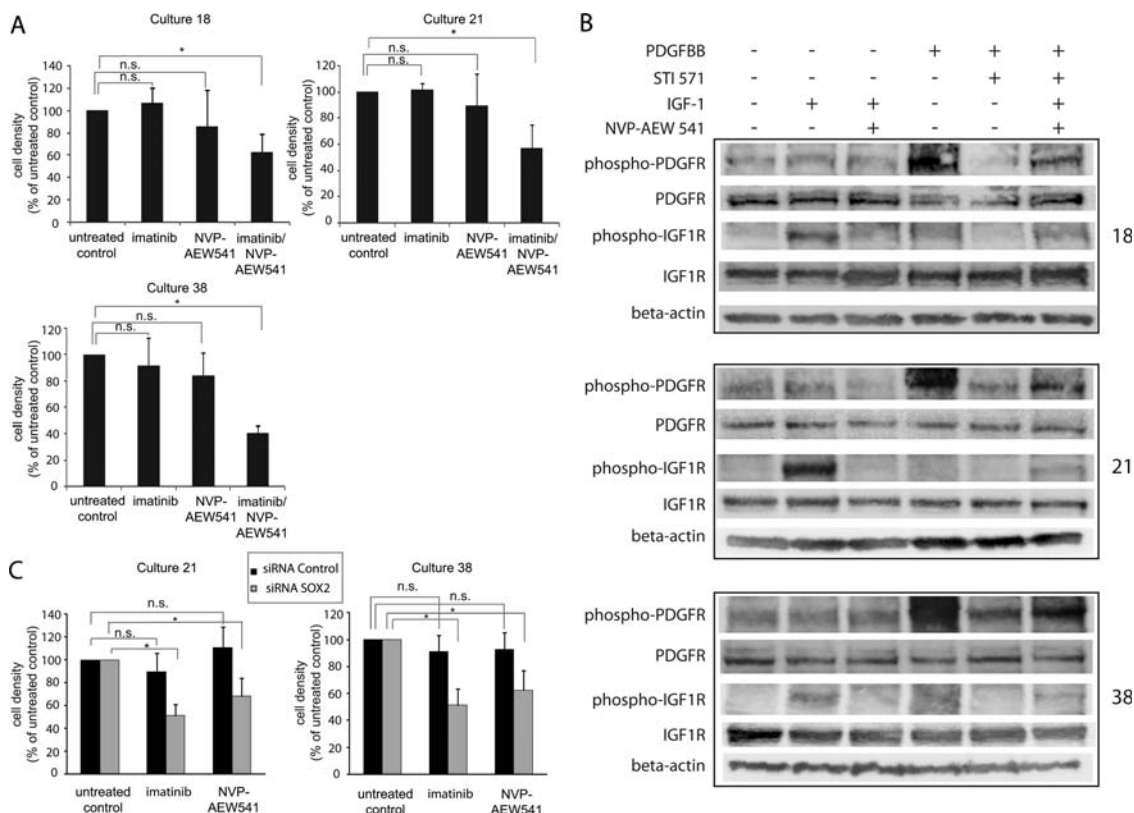 A
Culture 18
*
n.s.
n.s.
cell density
(% of untreated control)
140
120
100
80
60
40
20
0
untreated
control
imatinib
NVP-
AEW541
imatinib/
NVP-
AEW541
Culture 21
*
n.s.
n.s.
cell density
(% of untreated control)
140
120
100
80
60
40
20
0
untreated
control
imatinib
NVP-
AEW541
imatinib/
NVP-
AEW541
Culture 38
*
n.s.
n.s.
cell density
(% of untreated control)
120
100
80
60
40
20
0
untreated
control
imatinib
NVP-
AEW541
imatinib/
NVP-
AEW541
B
PDGFBB - - - + + +
STI 571 - - - - + +
IGF-1 - + + - - +
NVP-AEW 541 - - + - - +
phospho-PDGFR
PDGFR
phospho-IGF1R
IGF1R
beta-actin
18
phospho-PDGFR
PDGFR
phospho-IGF1R
IGF1R
beta-actin
21
phospho-PDGFR
PDGFR
phospho-IGF1R
IGF1R
beta-actin
38
C
Culture 21
siRNA Control
siRNA SOX2
n.s.
*
n.s.
*
cell density
(% of untreated control)
140
120
100
80
60
40
20
0
untreated
control
imatinib
NVP-
AEW541
Culture 38
n.s.
n.s.
*
*
cell density
(% of untreated control)
120
100
80
60
40
20
0
untreated
control
imatinib
NVP-
AEW541